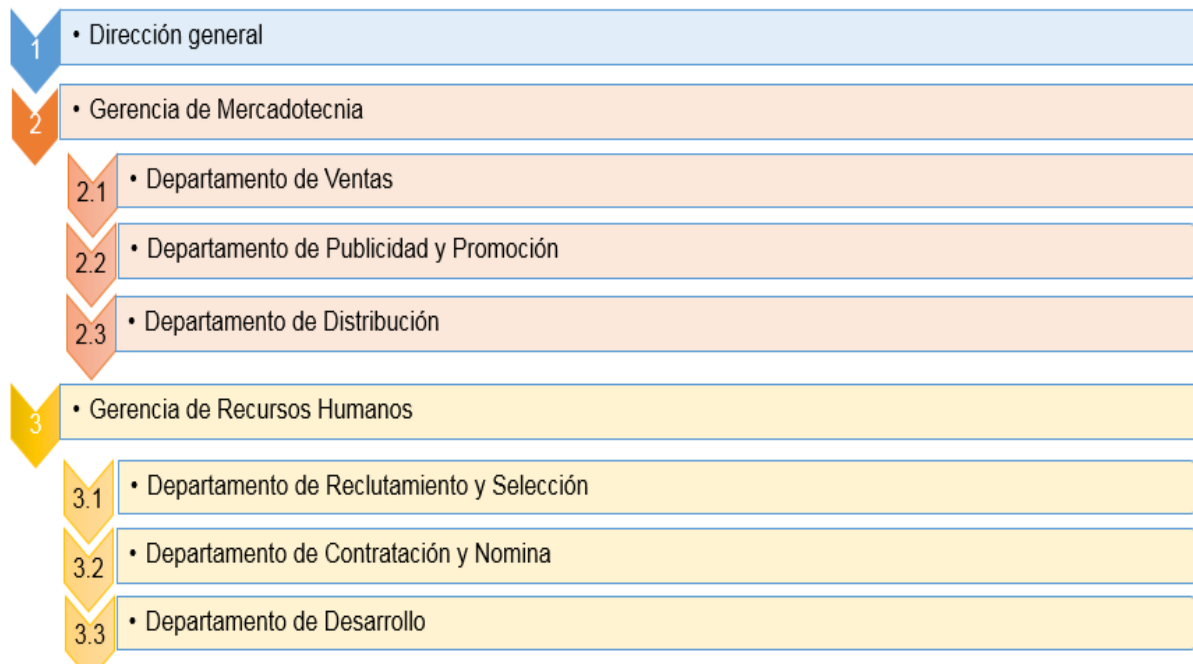 1 • Dirección general
2 • Gerencia de Mercadotecnia
2.1 • Departamento de Ventas
2.2 • Departamento de Publicidad y Promoción
2.3 • Departamento de Distribución
3 • Gerencia de Recursos Humanos
3.1 • Departamento de Reclutamiento y Selección
3.2 • Departamento de Contratación y Nomina
3.3 • Departamento de Desarrollo